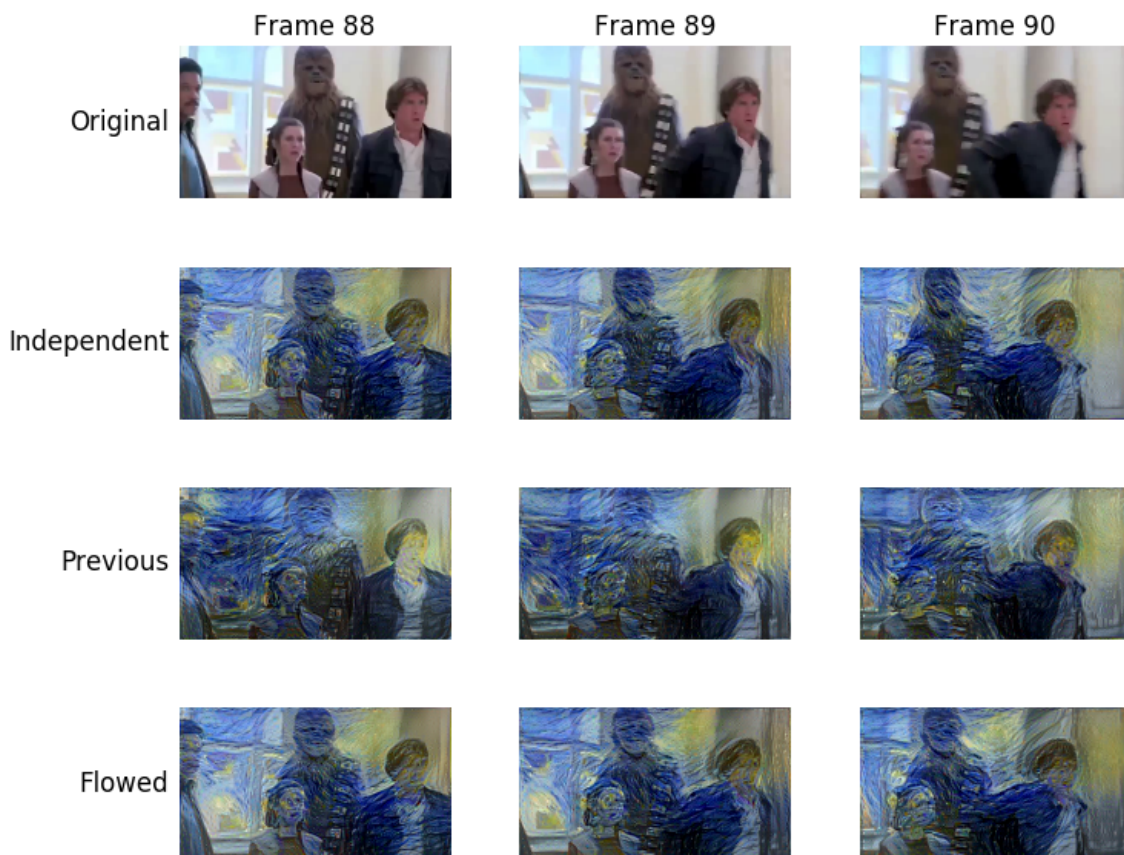 Frame 88 Frame 89 Frame 90
Original
Independent
Previous
Flowed